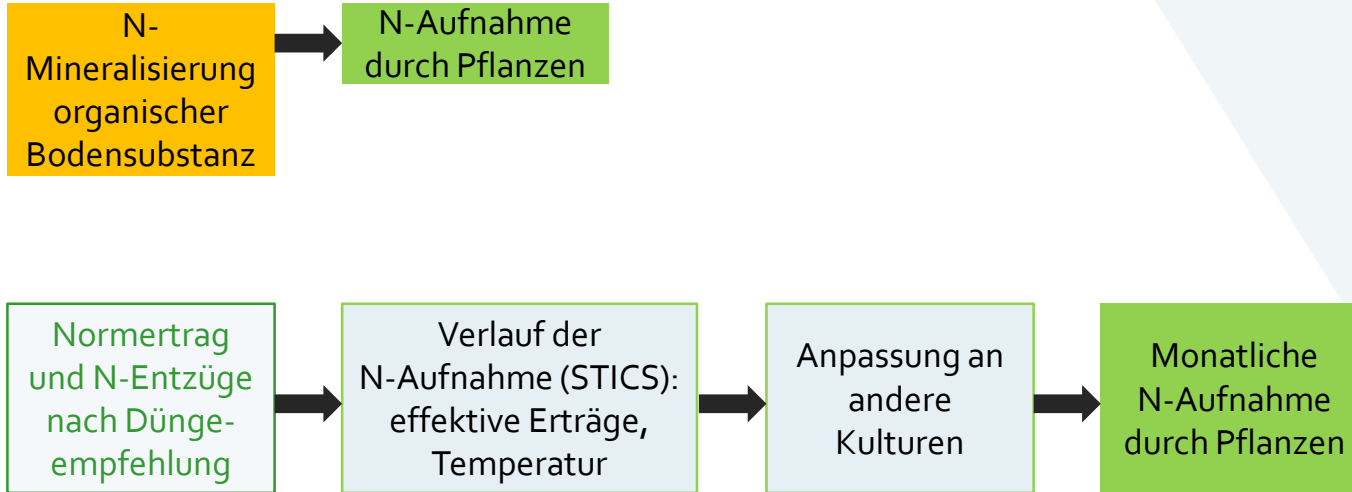 N-
Mineralisierung
organischer
Bodensubstanz
N-Aufnahme
durch Pflanzen
Normertrag
und N-Entzüge
nach Dünge-
empfehlung
Verlauf der
N-Aufnahme (STICS):
effektive Erträge,
Temperatur
Anpassung an
andere
Kulturen
Monatliche
N-Aufnahme
durch Pflanzen